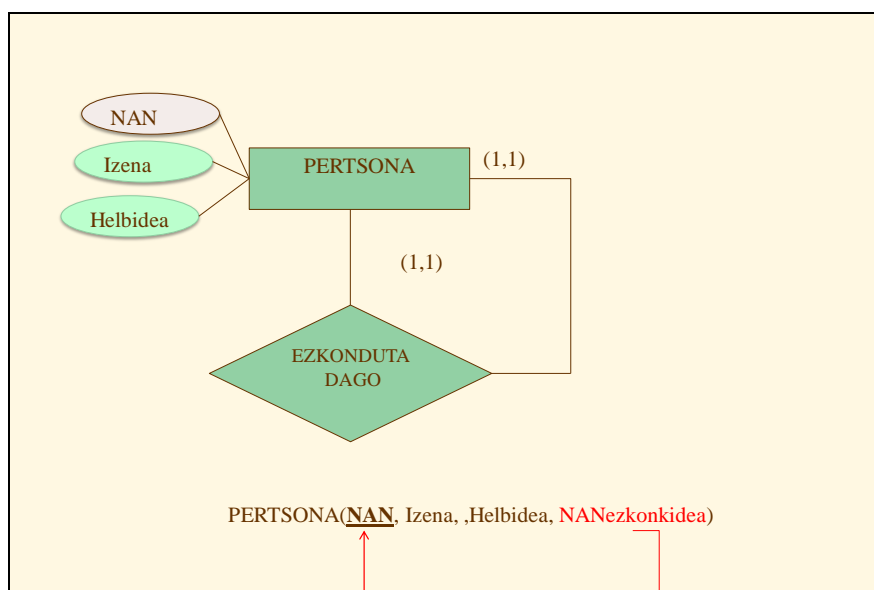 NAN
Izena
Helbidea
PERTSONA
(1,1)
(1,1)
EZKONDUTA
DAGO
PERTSONA(NAN, Izena, ,Helbidea, NANezkonkidea)